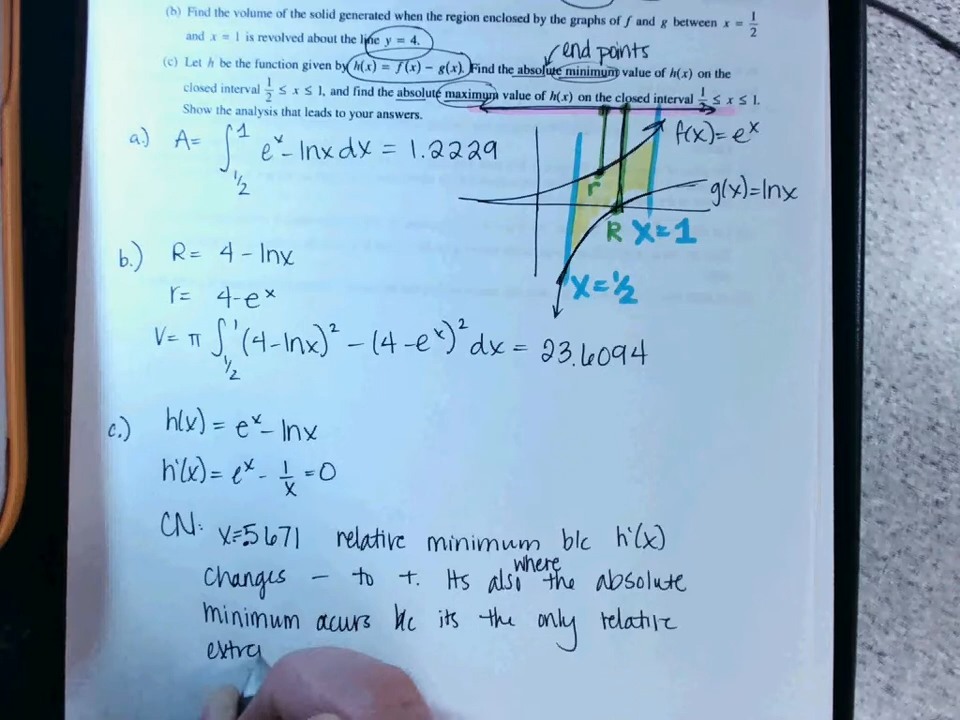 (b) Find the volume of the solid generated when the region enclosed by the graphs of f and g between x = 1/2
and x = 1 is revolved about the line y = 4.
end points
(c) Let h be the function given by h(x) = f(x) − g(x). Find the absolute minimum value of h(x) on the
closed interval 1/2 ≤ x ≤ 1, and find the absolute maximum value of h(x) on the closed interval 1/2 ≤ x ≤ 1.
Show the analysis that leads to your answers.
a.) A= ∫ 1 1/2 e^x − lnx dx = 1.2229
f(x)= e^x
g(x)=lnx
r
R
X=1
X=1/2
b.) R= 4 − lnx
r= 4-e^x
V= π ∫ 1 1/2 (4-lnx)^2 − (4-e^x)^2 dx = 23.6094
c.) h(x) = e^x − lnx
h'(x)= e^x - 1/x =0
CN: x=.5671 relative minimum b/c h'(x)
changes − to +. Its also where the absolute
minimum acurs b/c its the only relative
extre